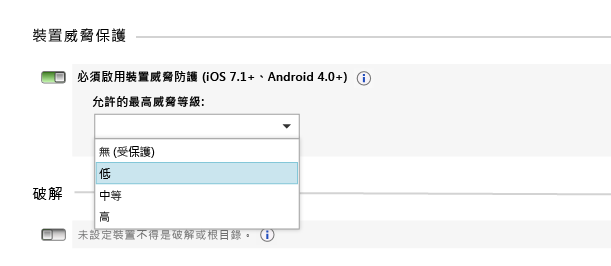 裝置威脅保護
必須啟用裝置威脅防護 (iOS 7.1+、Android 4.0+)
允許的最高威脅等級:
無 (受保護)
低
中等
高
破解
未設定裝置不得是破解或根目錄。